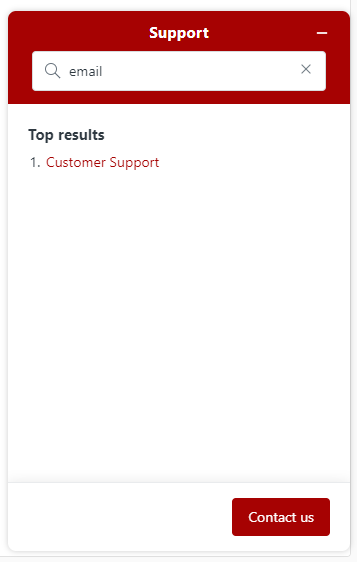 Support
email
Top results
1. Customer Support
Contact us